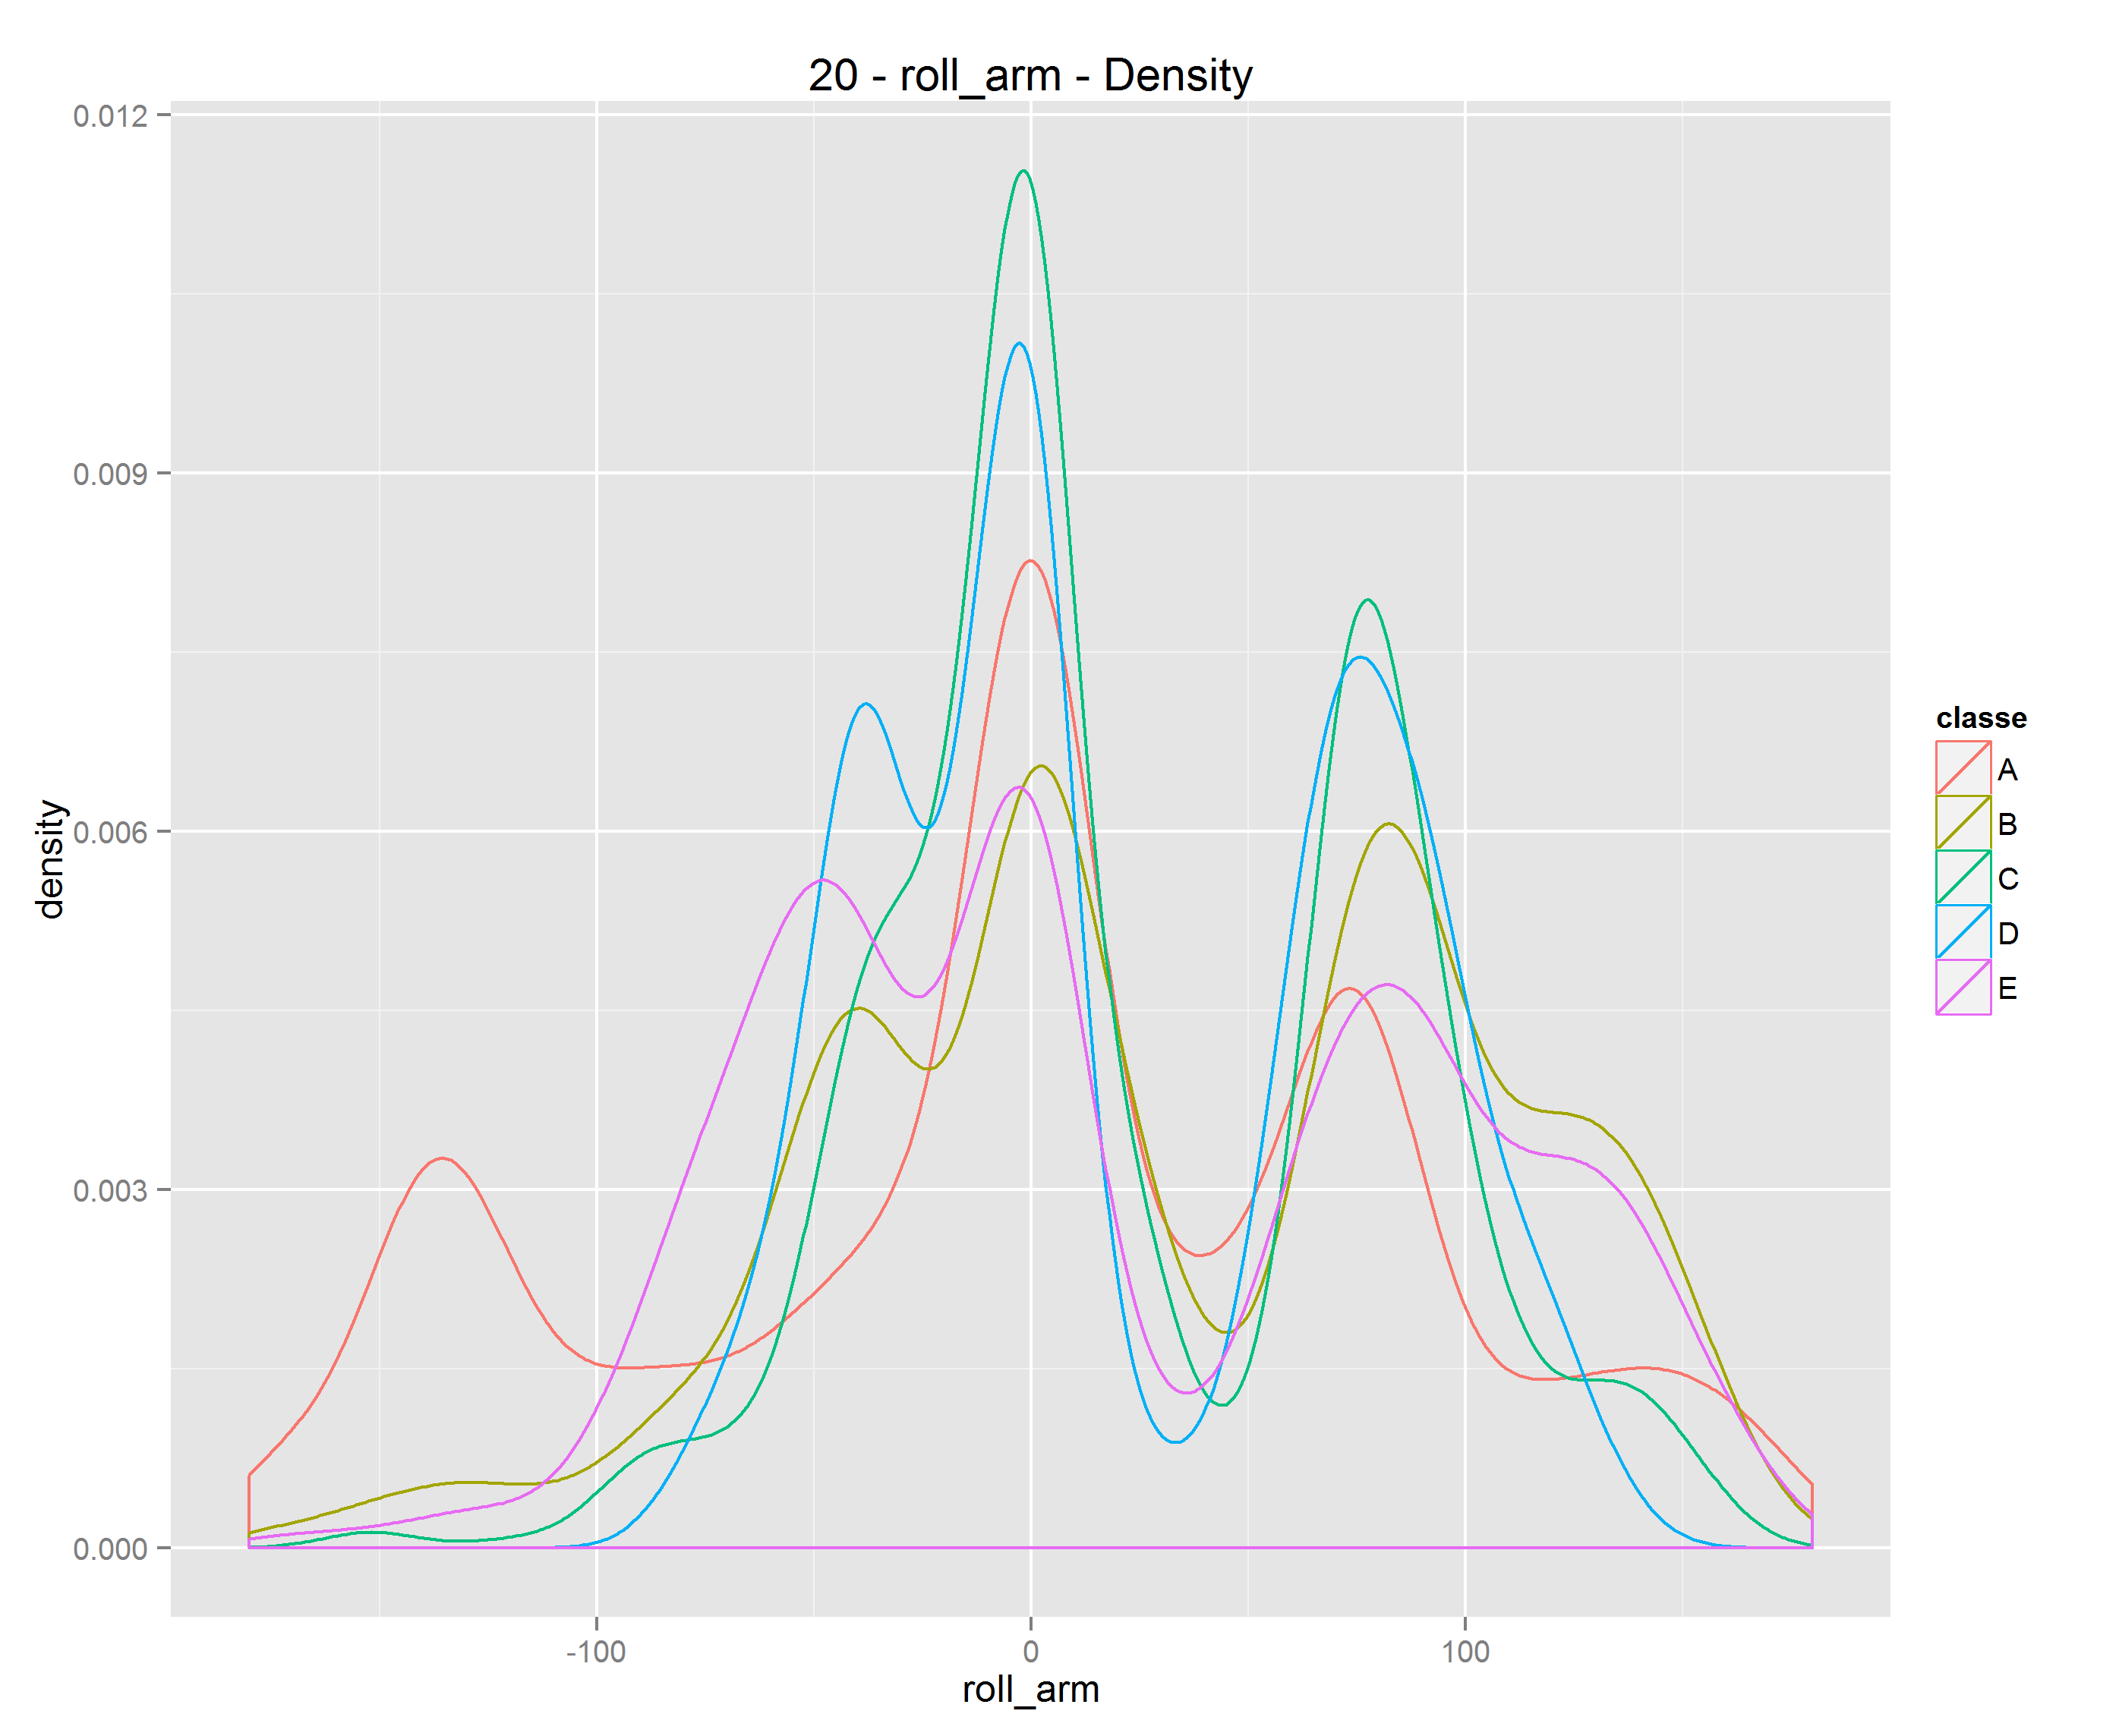 20 - roll_arm - Density
0.012
0.009
0.006
0.003
0.000
density
-100
0
100
roll_arm
classe
A
B
C
D
E